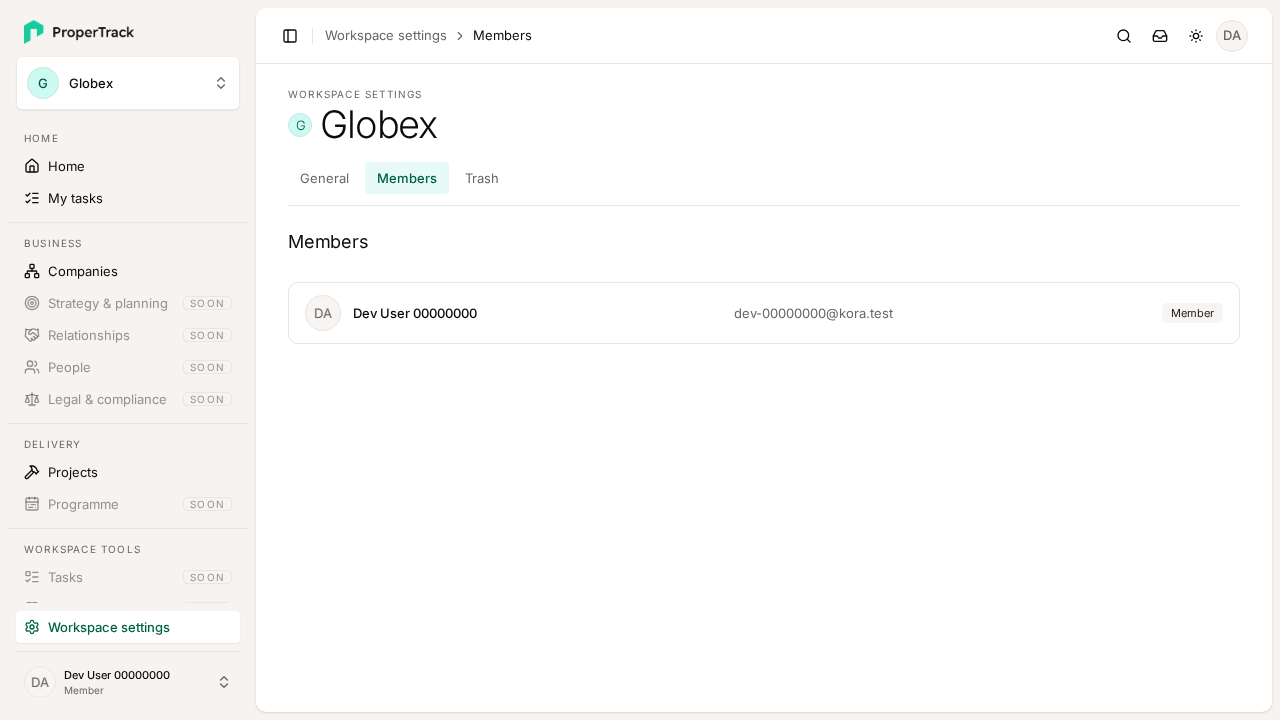 ProperTrack
G
Globex
HOME
Home
My tasks
BUSINESS
Companies
Strategy & planning SOON
Relationships SOON
People SOON
Legal & compliance SOON
DELIVERY
Projects
Programme SOON
WORKSPACE TOOLS
Tasks SOON
Workspace settings
DA
Dev User 00000000
Member
Workspace settings > Members
DA
WORKSPACE SETTINGS
G Globex
General Members Trash
Members
DA Dev User 00000000 dev-00000000@kora.test Member